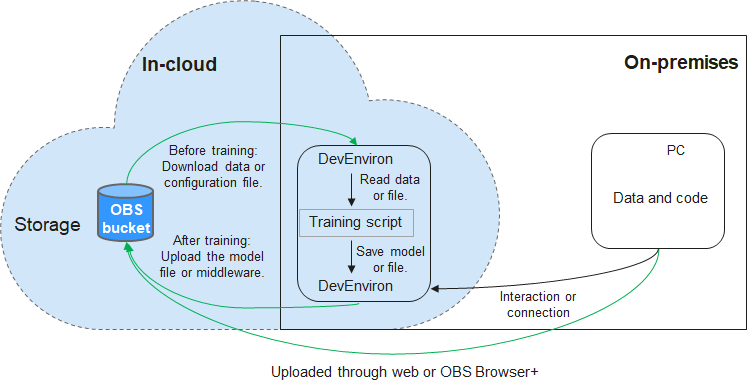 In-cloud
On-premises
Before training:
Download data or
configuration file.
DevEnviron
Read data
or file.
Training script
Save model
or file.
DevEnviron
PC
Data and code
Storage
OBS
bucket
After training:
Upload the model
file or middleware.
Interaction or
connection
Uploaded through web or OBS Browser+